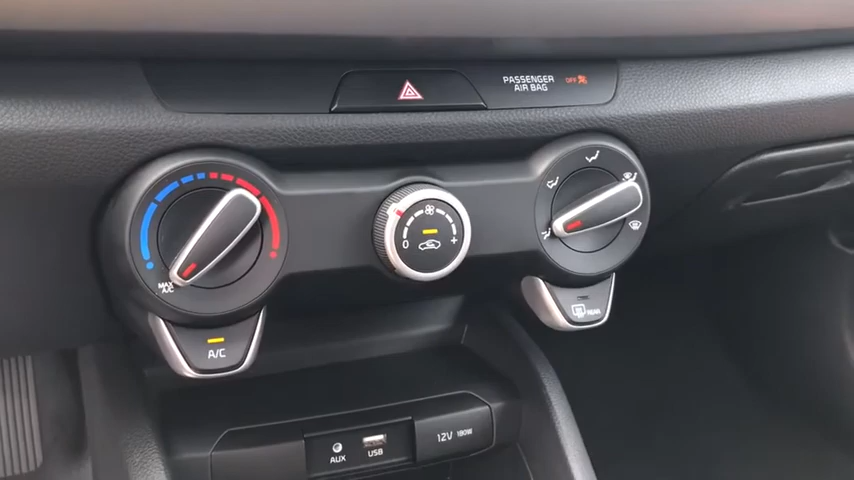 PASSENGER
AIR BAG
OFF
MAX
A/C
0
+
A/C
REAR
AUX
USB
12V 180W